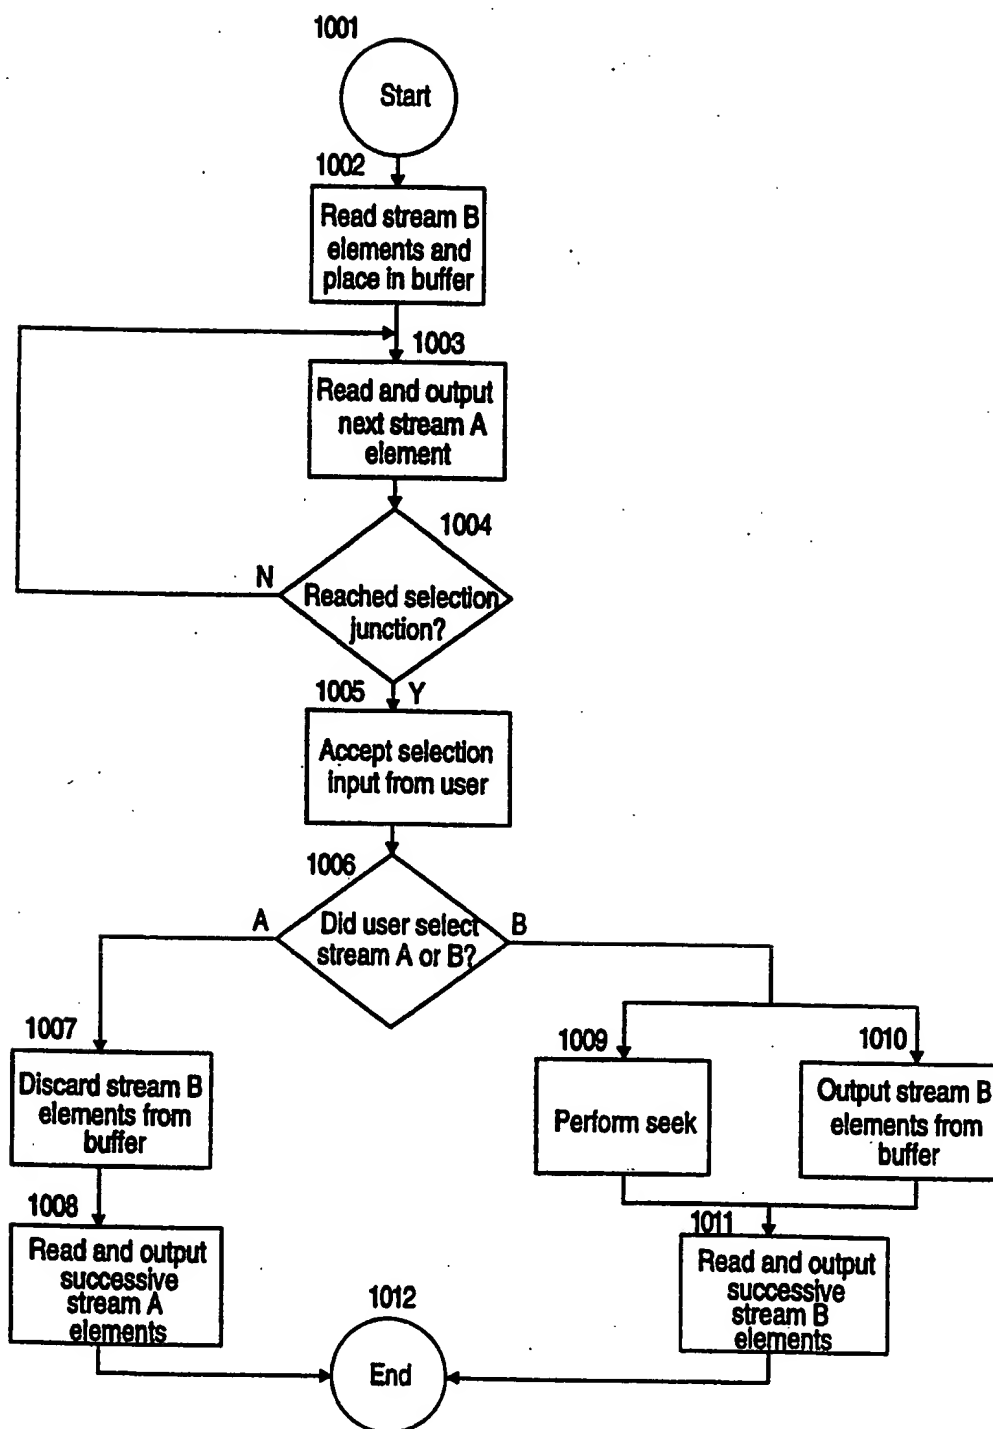 1001
Start
1002
Read stream B
elements and
place in buffer
1003
Read and output
next stream A
element
1004
N
Reached selection
junction?
1005
Y
Accept selection
input from user
1006
A
Did user select
stream A or B?
B
1007
Discard stream B
elements from
buffer
1009
Perform seek
1010
Output stream B
elements from
buffer
1008
Read and output
successive
stream A
elements
1011
Read and output
successive
stream B
elements
1012
End